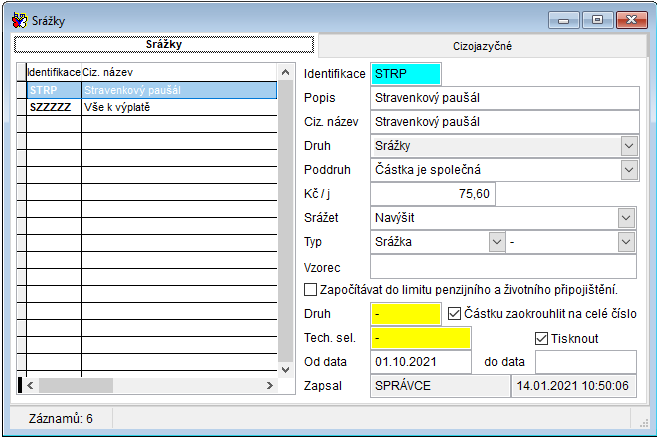 Srážky
Srážky Cizojazyčné
Identifikace Ciz. název
STRP Stravenkový paušál
SZZZZZ Vše k výplatě
Identifikace STRP
Popis Stravenkový paušál
Ciz. název Stravenkový paušál
Druh Srážky
Poddruh Částka je společná
Kč / j 75,60
Srážet Navýšit
Typ Srážka -
Vzorec
Započítávat do limitu penzijního a životního připojištění.
Druh - Částku zaokrouhlit na celé číslo
Tech. sel. - Tisknout
Od data 01.10.2021 do data
Zapsal SPRÁVCE 14.01.2021 10:50:06
Záznamů: 6